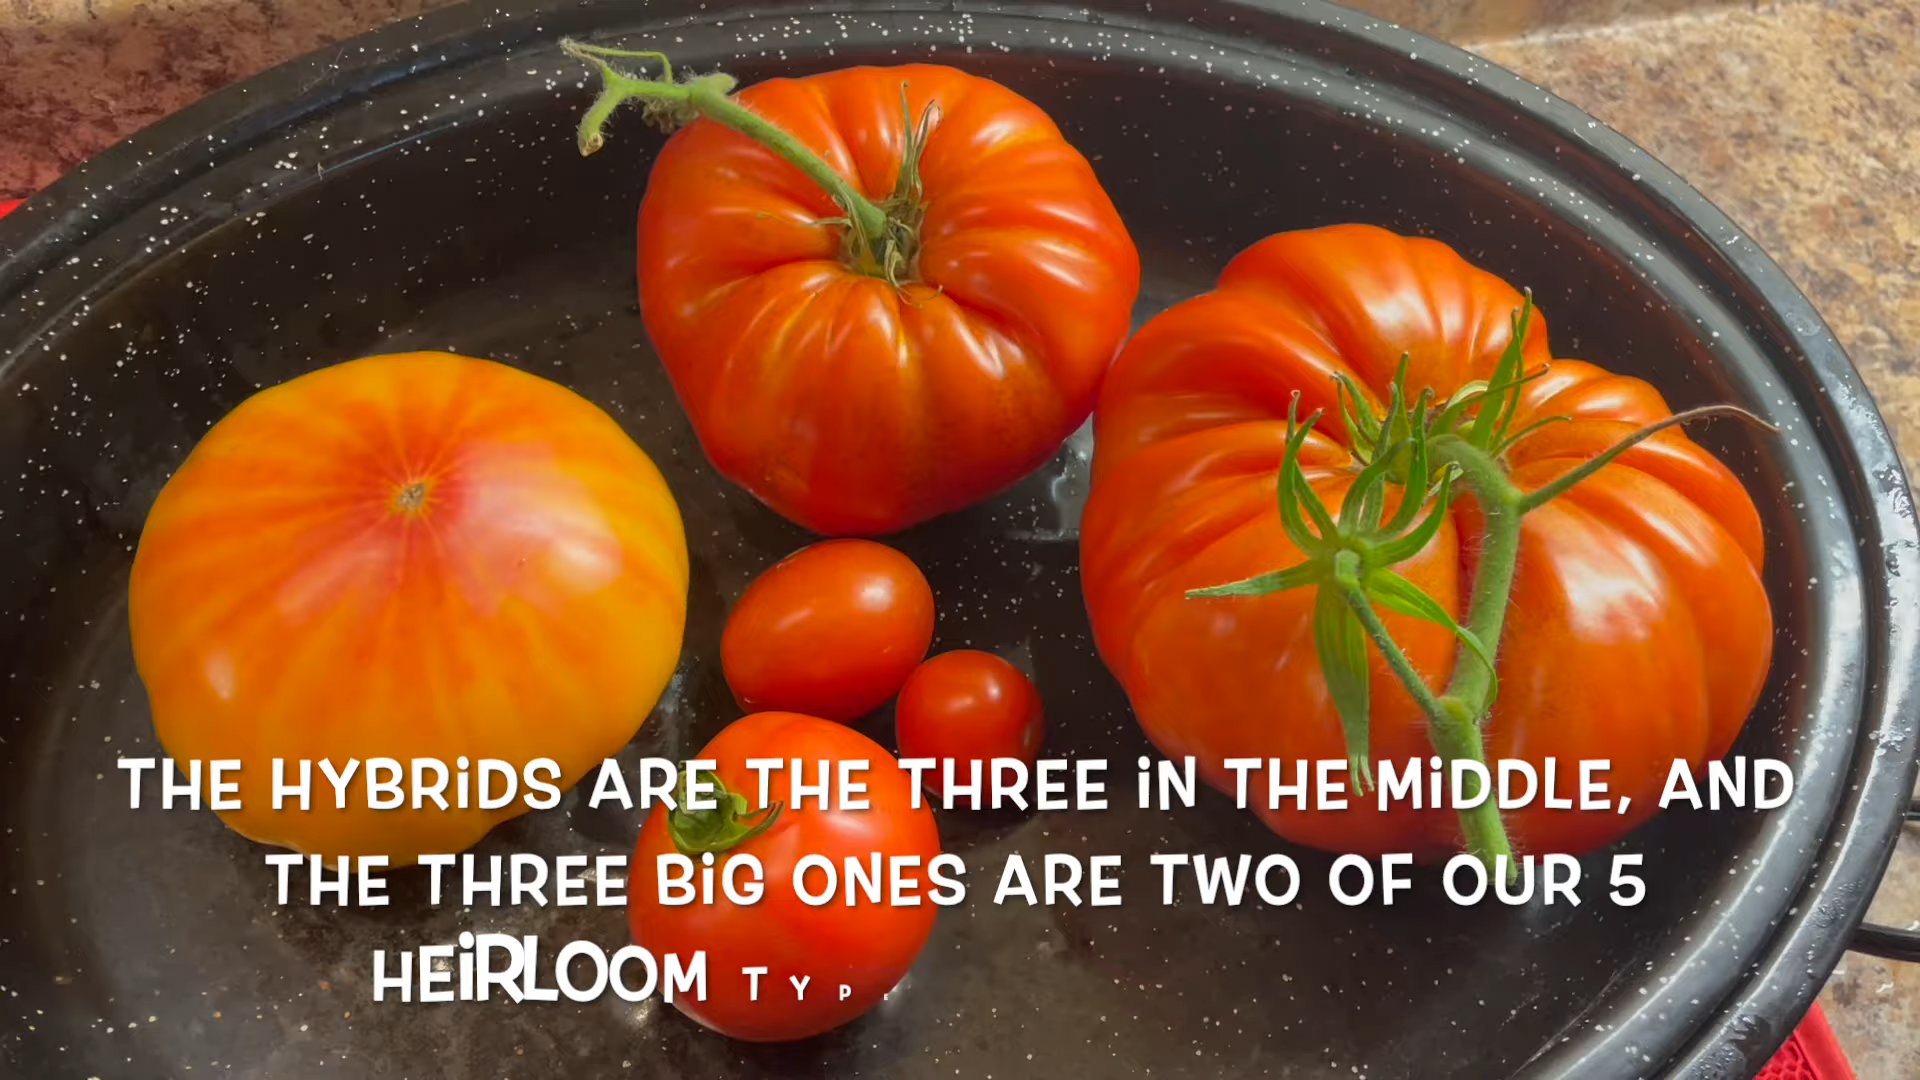 THE HYBRiDS ARE THE THREE iN THE MiDDLE, AND
THE THREE BiG ONES ARE TWO OF OUR 5
HEiRLOOM TYP